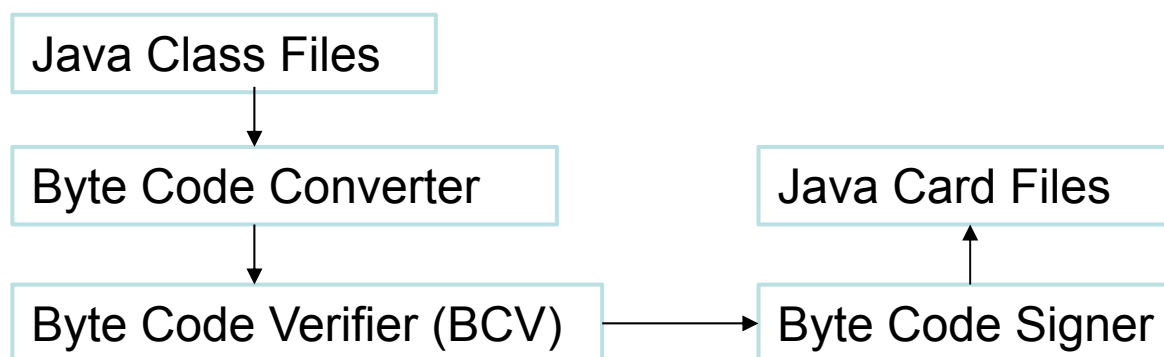 Java Class Files
Byte Code Converter
Java Card Files
Byte Code Verifier (BCV)
Byte Code Signer